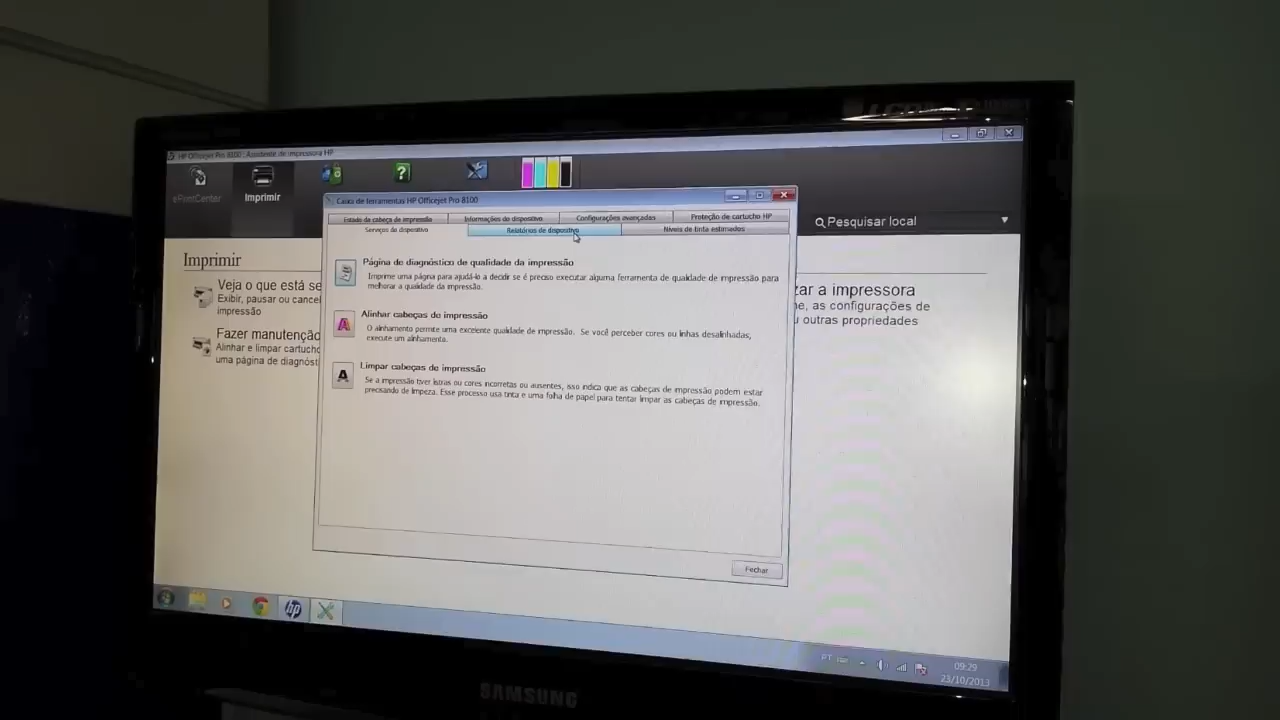 HP Officejet Pro 8100 : Assistente de impressora HP
ePrintCenter
Imprimir
?
Caixa de ferramentas HP Officejet Pro 8100
Estado da cabeça de impressão
Informações do dispositivo
Configurações avançadas
Proteção de cartucho HP
Serviços do dispositivo
Relatórios de dispositivo
Níveis de tinta estimados
Pesquisar local
Imprimir
Veja o que está se
Exibir, pausar ou cancel
impressão
Fazer manutenção
Alinhar e limpar cartucho
uma página de diagnóst
Página de diagnóstico de qualidade da impressão
Imprime uma página para ajudá-lo a decidir se é preciso executar alguma ferramenta de qualidade de impressão para
melhorar a qualidade da impressão.
A
Alinhar cabeças de impressão
O alinhamento permite uma excelente qualidade de impressão. Se você perceber cores ou linhas desalinhadas,
execute um alinhamento.
A
Limpar cabeças de impressão
Se a impressão tiver listras ou cores incorretas ou ausentes, isso indica que as cabeças de impressão podem estar
precisando de limpeza. Esse processo usa tinta e uma folha de papel para tentar limpar as cabeças de impressão.
zar a impressora
ne, as configurações de
u outras propriedades
Fechar
hp
PT
09:29
23/10/2013
SAMSUNG